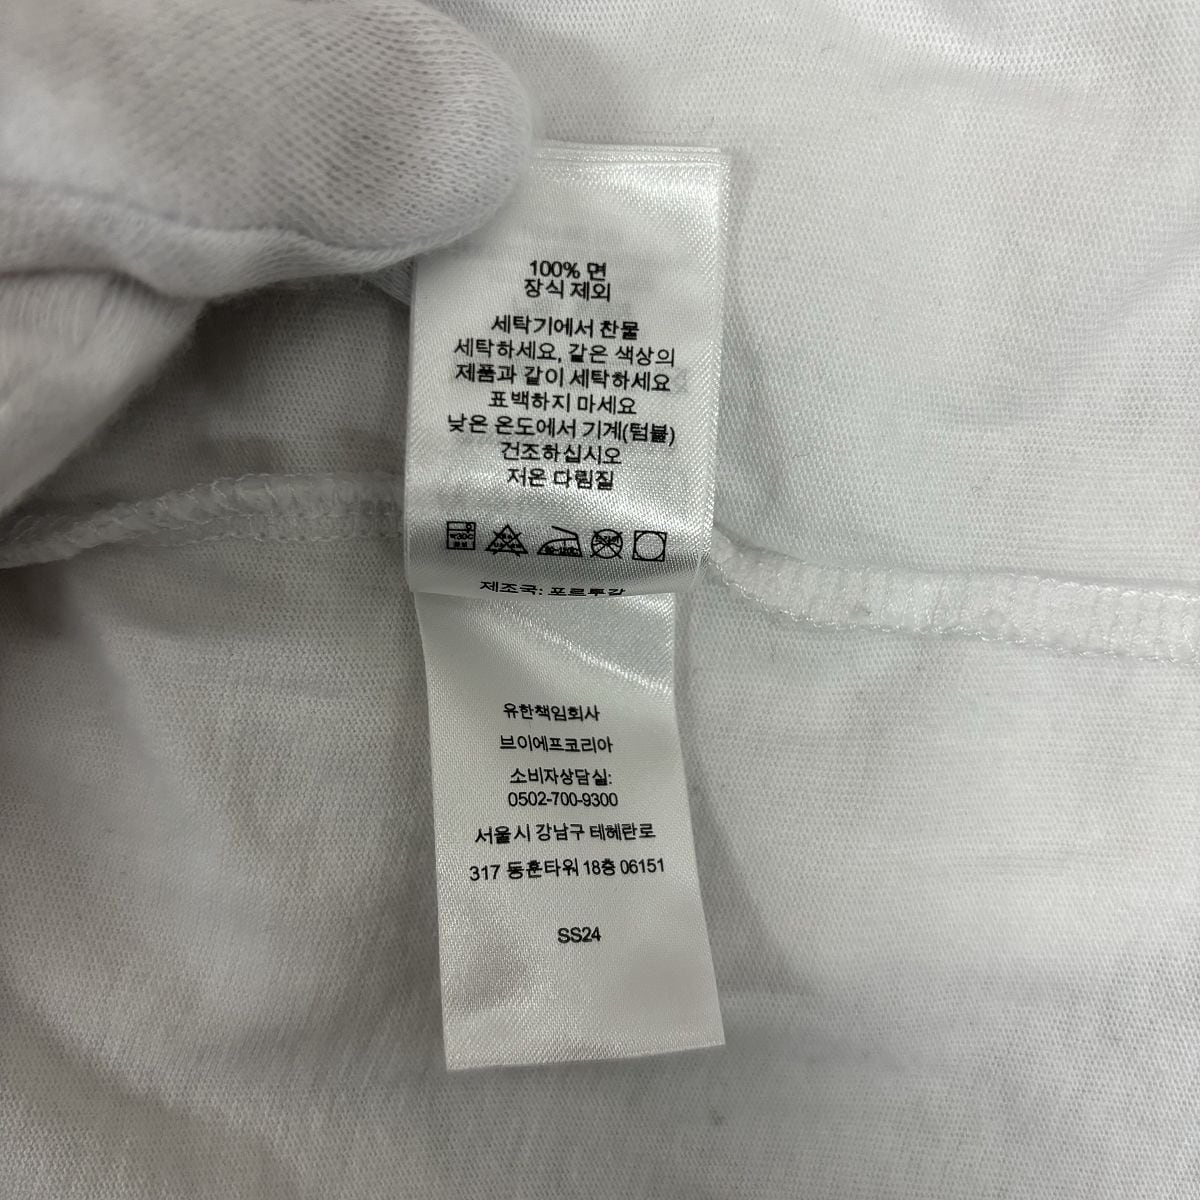 100% 면
장식 제외
세탁기에서 찬물
세탁하세요, 같은 색상의
제품과 같이 세탁하세요
표백하지 마세요
낮은 온도에서 기계(텀블)
건조하십시오
저온 다림질
제조국: 포르투갈
유한책임회사
브이에프코리아
소비자상담실:
0502-700-9300
서울시 강남구 테헤란로
317 동훈타워 18층 06151
SS24